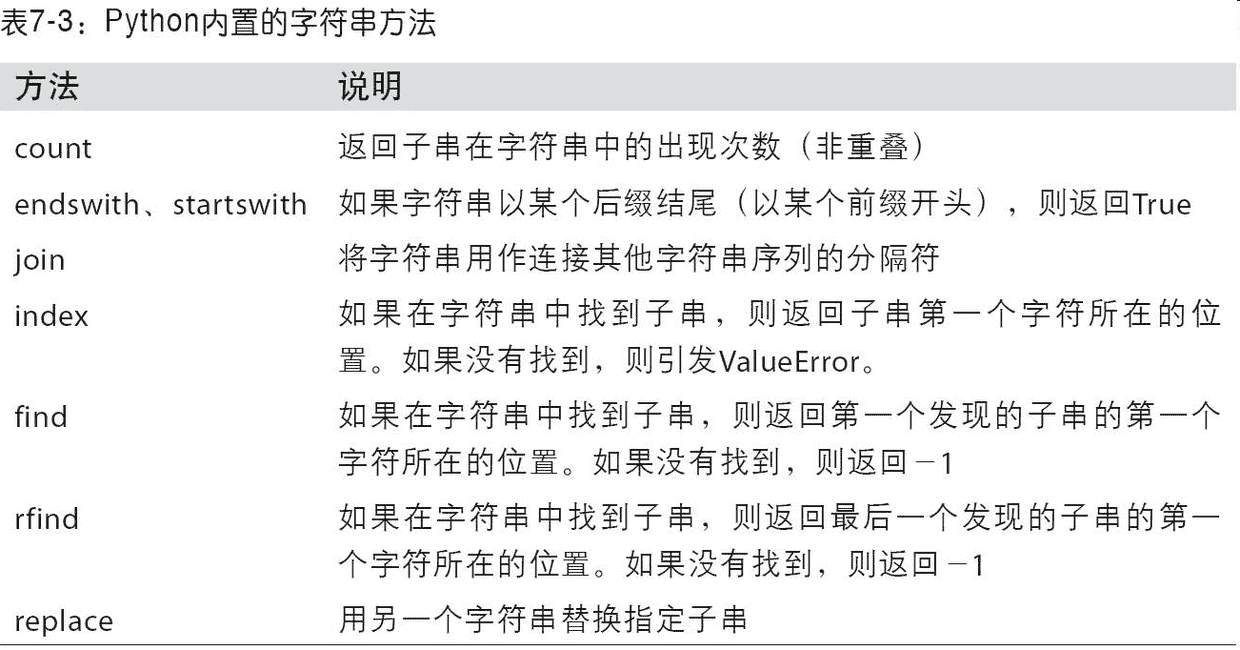 表7-3：Python内置的字符串方法
方法 说明
count 返回子串在字符串中的出现次数（非重叠）
endswith、startswith 如果字符串以某个后缀结尾（以某个前缀开头），则返回True
join 将字符串用作连接其他字符串序列的分隔符
index 如果在字符串中找到子串，则返回子串第一个字符所在的位
置。如果没有找到，则引发ValueError。
find 如果在字符串中找到子串，则返回第一个发现的子串的第一个
字符所在的位置。如果没有找到，则返回－1
rfind 如果在字符串中找到子串，则返回最后一个发现的子串的第一
个字符所在的位置。如果没有找到，则返回－1
replace 用另一个字符串替换指定子串